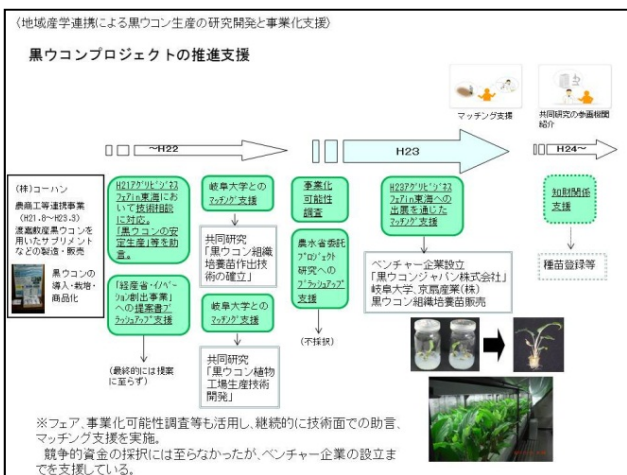 (地域産学連携による黒ウコン生産の研究開発と事業化支援)
黒ウコンプロジェクトの推進支援
マッチング支援
共同研究の参画機関
紹介
～H22
H23
H24～
(株)コーハン
農商工等連携事業
(H21.8～H23.3)
渡嘉敷産黒ウコンを
用いたサプリメント
などの製造・販売
黒ウコンの
導入・栽培・
商品化
H21アグリビジネス
フェアin東海にお
いて技術相談
に対応。
「黒ウコンの安
定生産」等を助
言。
「経産省・イノベ
ーション創出事業」
への提案書ブ
ラッシュアップ支援
(最終的には提案
に至らず)
岐阜大学との
マッチング支援
共同研究
「黒ウコン組織
培養苗作出技
術の確立」
岐阜大学との
マッチング支援
共同研究
「黒ウコン植物
工場生産技術
開発」
事業化
可能性
調査
農水省委託
プロジェクト
研究への
ブラッシュアップ
支援
(不採択)
H23アグリビジネス
フェアin東海への
出展を通じた
マッチング支援
ベンチャー企業設立
「黒ウコンジャパン株式会社」
岐阜大学、京扇産業(株)
黒ウコン組織培養苗販売
知財関係
支援
種苗登録等
※フェア、事業化可能性調査等も活用し、継続的に技術面での助言、
マッチング支援を実施。
競争的資金の採択には至らなかったが、ベンチャー企業の設立ま
でを支援している。